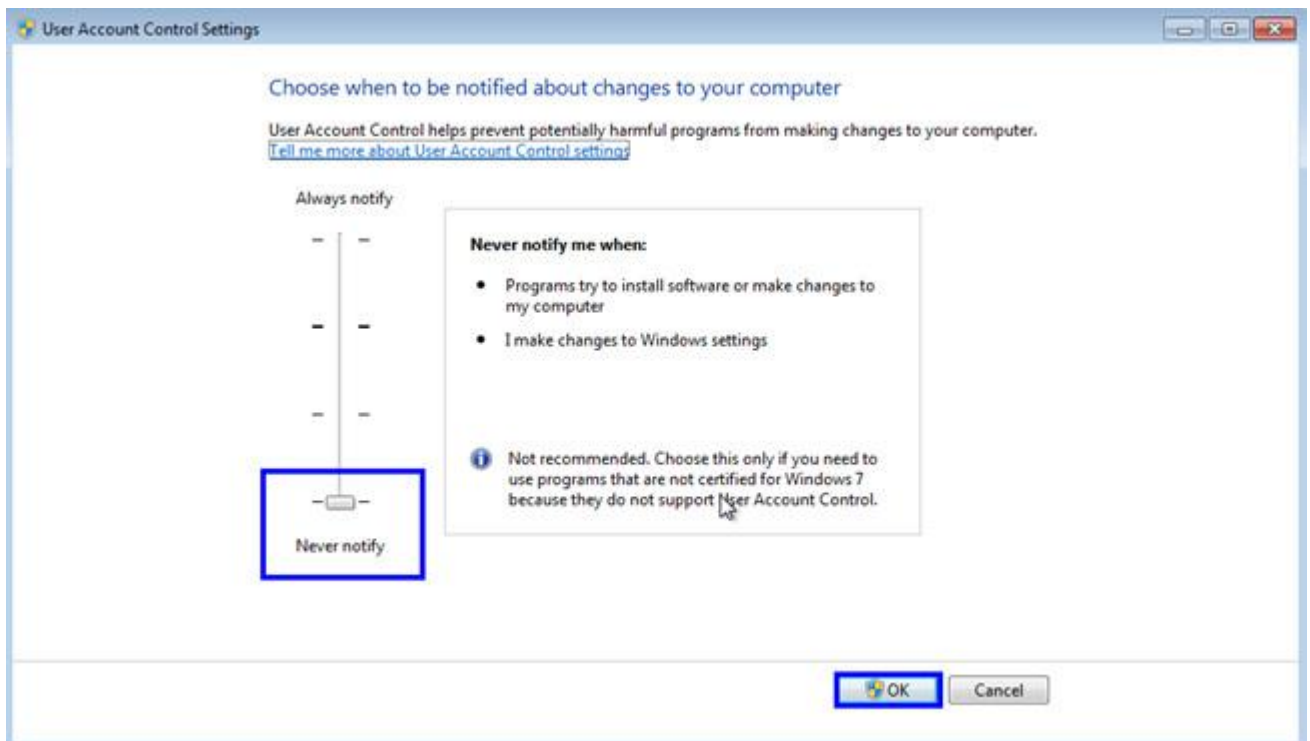 User Account Control Settings
Choose when to be notified about changes to your computer
User Account Control helps prevent potentially harmful programs from making changes to your computer.
Tell me more about User Account Control settings
Always notify
Never notify me when:
• Programs try to install software or make changes to
my computer
• I make changes to Windows settings
Not recommended. Choose this only if you need to
use programs that are not certified for Windows 7
because they do not support User Account Control.
Never notify
OK
Cancel